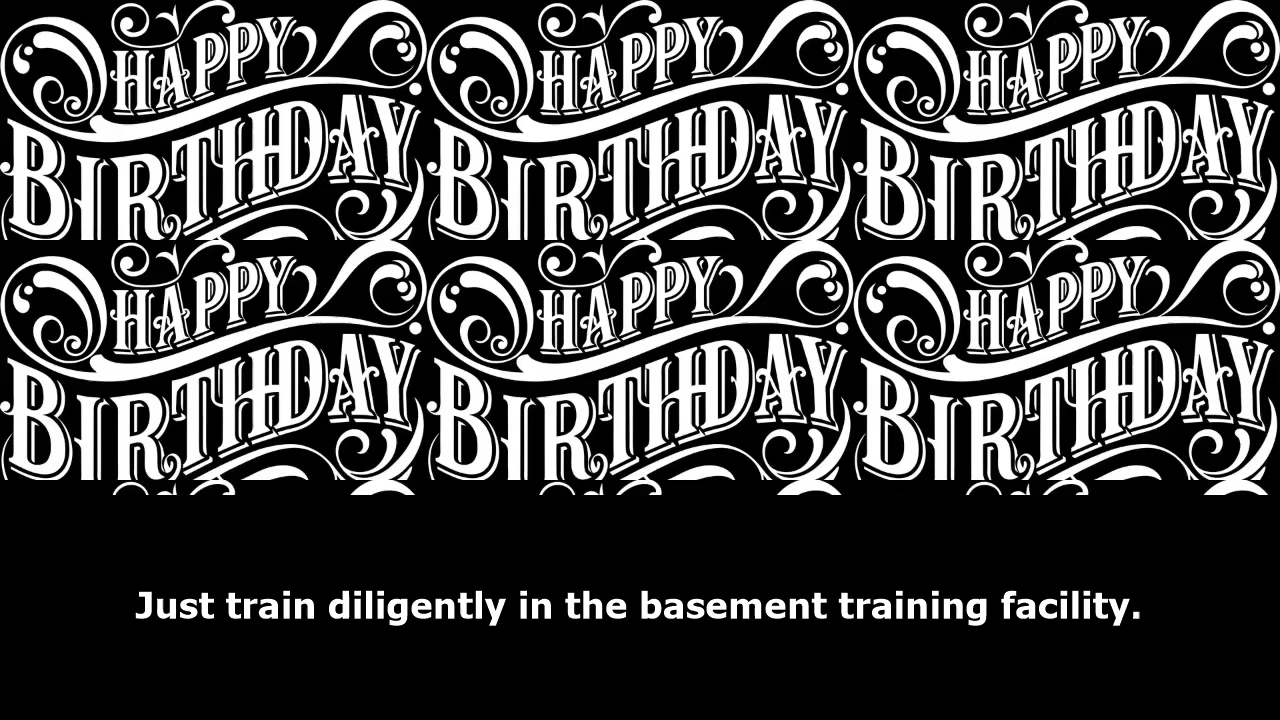 HAPPY HAPPY HAPPY
BIRTHDAY BIRTHDAY BIRTHDAY
HAPPY HAPPY HAPPY
BIRTHDAY BIRTHDAY BIRTHDAY
Just train diligently in the basement training facility.